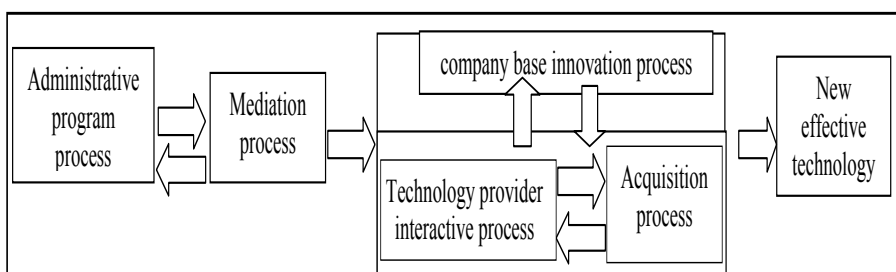 Administrative
program
process
Mediation
process
company base innovation process
Technology provider
interactive process
Acquisition
process
New
effective
technology